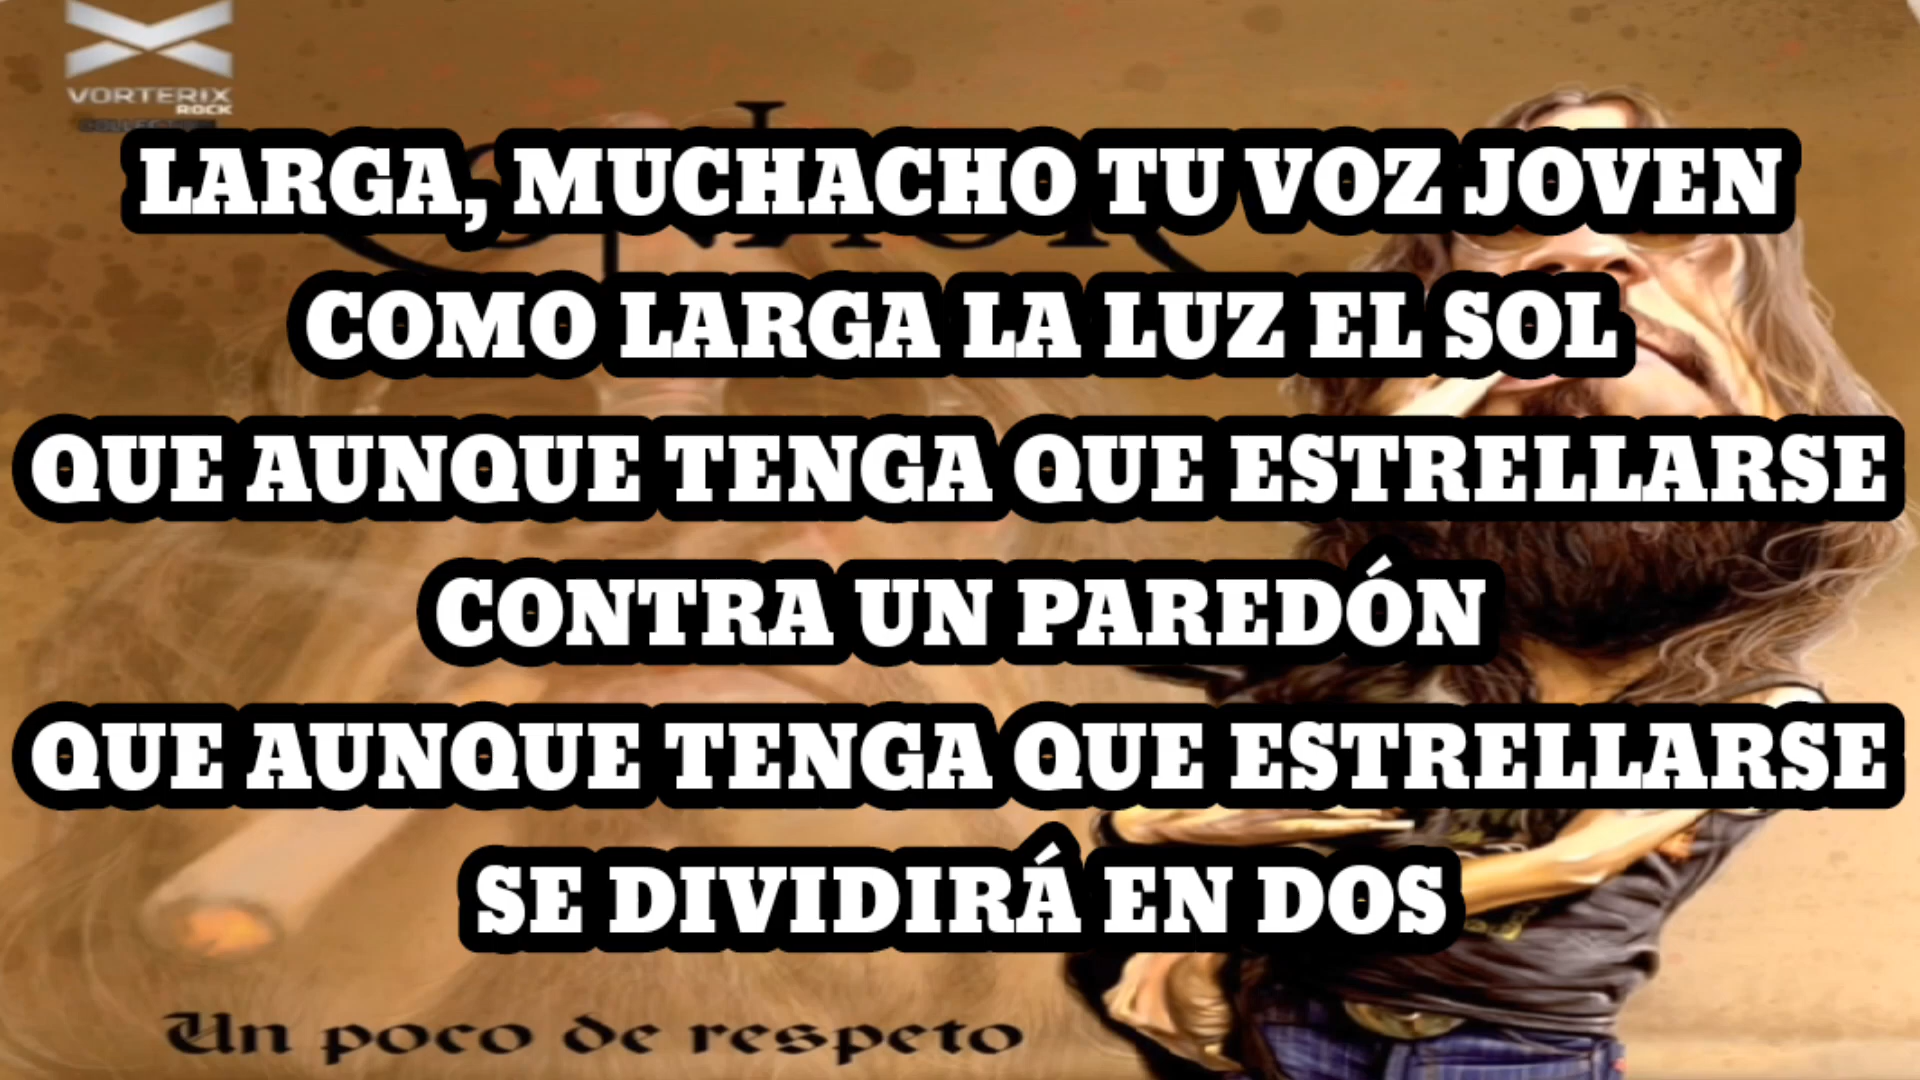 VORTERIX
ROCK
LARGA, MUCHACHO TU VOZ JOVEN
COMO LARGA LA LUZ EL SOL
QUE AUNQUE TENGA QUE ESTRELLARSE
CONTRA UN PAREDÓN
QUE AUNQUE TENGA QUE ESTRELLARSE
SE DIVIDIRÁ EN DOS
Un poco de respeto